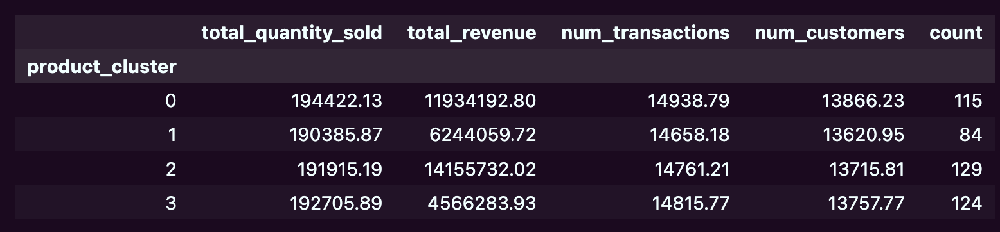 total_quantity_sold total_revenue num_transactions num_customers count
product_cluster
0 194422.13 11934192.80 14938.79 13866.23 115
1 190385.87 6244059.72 14658.18 13620.95 84
2 191915.19 14155732.02 14761.21 13715.81 129
3 192705.89 4566283.93 14815.77 13757.77 124